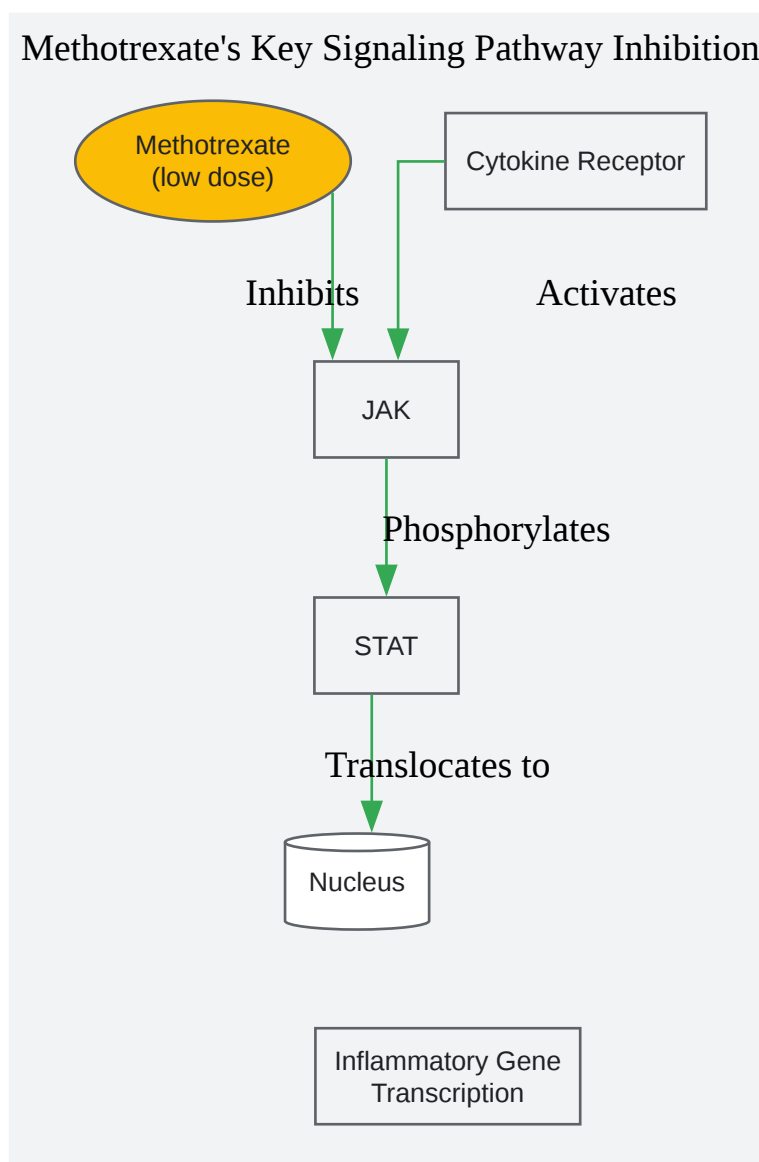 Methotrexate's Key Signaling Pathway Inhibition
Methotrexate
(low dose)
Cytokine Receptor
Inhibits
Activates
JAK
Phosphorylates
STAT
Translocates to
Nucleus
Inflammatory Gene
Transcription